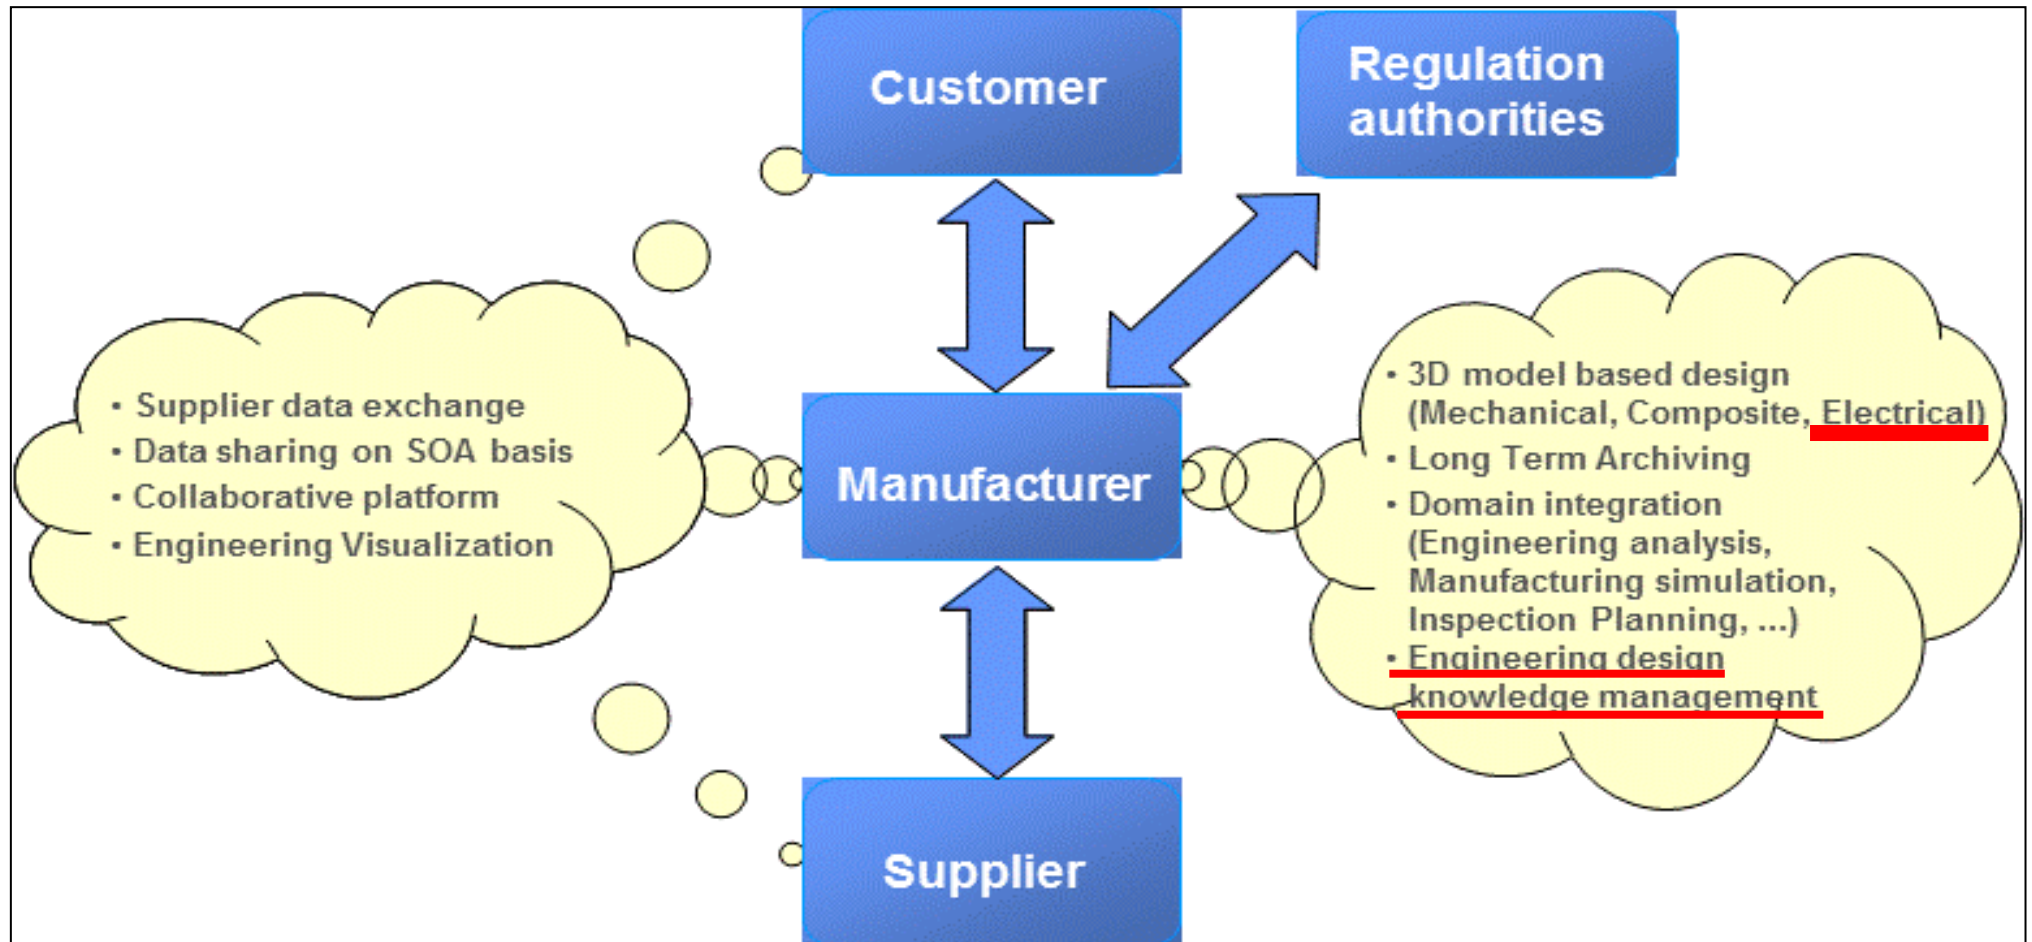 Customer
Regulation
authorities
• Supplier data exchange
• Data sharing on SOA basis
• Collaborative platform
• Engineering Visualization
Manufacturer
• 3D model based design
(Mechanical, Composite, Electrical)
• Long Term Archiving
• Domain integration
(Engineering analysis,
Manufacturing simulation,
Inspection Planning, ...)
• Engineering design
knowledge management
Supplier